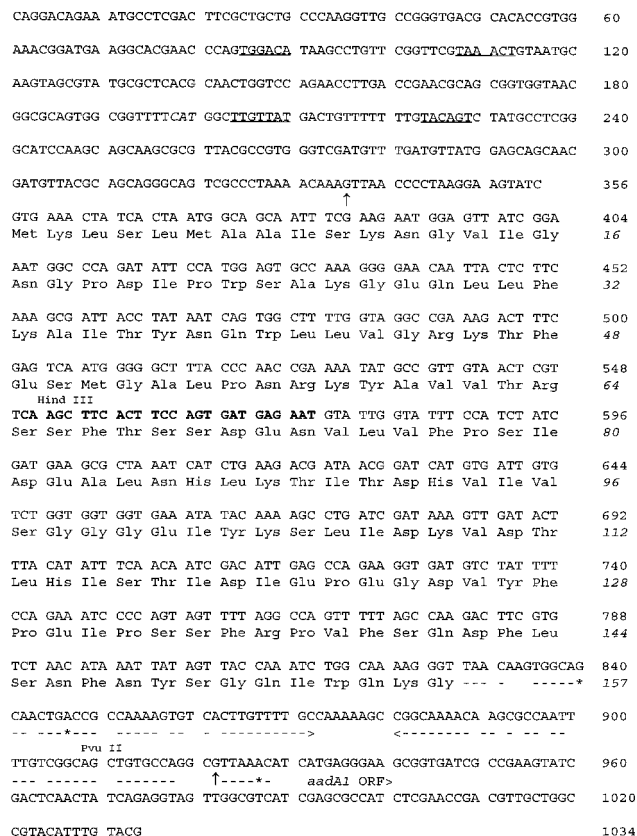 CAGGACAGAA ATGCCTCGAC TTCGCTGCTG CCCAAGGTTG CCGGGTGACG CACACCGTGG 60
AAACGGATGA AGGCACGAAC CCAGTGGACA TAAGCCTGTT CGGTTCGTAA ACTGTAATGC 120
AAGTAGCGTA TGCGCTCACG CAACTGGTCC AGAACCTTGA CCGAACGCAG CGGTGGTAAC 180
GGCGCAGTGG CGGTTTTCAT GGCTTGTTAT GACTGTTTTT TTGTACAGTC TATGCCTCGG 240
GCATCCAAGC AGCAAGCGCG TTACGCCGTG GGTCGATGTT TGATGTTATG GAGCAGCAAC 300
GATGTTACGC AGCAGGGCAG TCGCCCTAAA ACAAAGTTAA CCCCTAAGGA AGTATC 356
↑
GTG AAA CTA TCA CTA ATG GCA GCA ATT TCG AAG AAT GGA GTT ATC GGA 404
Met Lys Leu Ser Leu Met Ala Ala Ile Ser Lys Asn Gly Val Ile Gly 16
AAT GGC CCA GAT ATT CCA TGG AGT GCC AAA GGG GAA CAA TTA CTC TTC 452
Asn Gly Pro Asp Ile Pro Trp Ser Ala Lys Gly Glu Gln Leu Leu Phe 32
AAA GCG ATT ACC TAT AAT CAG TGG CTT TTG GTA GGC CGA AAG ACT TTC 500
Lys Ala Ile Thr Tyr Asn Gln Trp Leu Leu Val Gly Arg Lys Thr Phe 48
GAG TCA ATG GGG GCT TTA CCC AAC CGA AAA TAT GCC GTT GTA ACT CGT 548
Glu Ser Met Gly Ala Leu Pro Asn Arg Lys Tyr Ala Val Val Thr Arg 64
Hind III
TCA AGC TTC ACT TCC AGT GAT GAG AAT GTA TTG GTA TTT CCA TCT ATC 596
Ser Ser Phe Thr Ser Ser Asp Glu Asn Val Leu Val Phe Pro Ser Ile 80
GAT GAA GCG CTA AAT CAT CTG AAG ACG ATA ACG GAT CAT GTG ATT GTG 644
Asp Glu Ala Leu Asn His Leu Lys Thr Ile Thr Asp His Val Ile Val 96
TCT GGT GGT GGT GAA ATA TAC AAA AGC CTG ATC GAT AAA GTT GAT ACT 692
Ser Gly Gly Gly Glu Ile Tyr Lys Ser Leu Ile Asp Lys Val Asp Thr 112
TTA CAT ATT TCA ACA ATC GAC ATT GAG CCA GAA GGT GAT GTC TAT TTT 740
Leu His Ile Ser Thr Ile Asp Ile Glu Pro Glu Gly Asp Val Tyr Phe 128
CCA GAA ATC CCC AGT AGT TTT AGG CCA GTT TTT AGC CAA GAC TTC GTG 788
Pro Glu Ile Pro Ser Ser Phe Arg Pro Val Phe Ser Gln Asp Phe Leu 144
TCT AAC ATA AAT TAT AGT TAC CAA ATC TGG CAA AAG GGT TAA CAAGTGGCAG 840
Ser Asn Phe Asn Tyr Ser Gly Gln Ile Trp Gln Lys Gly --- - -----* 157
CAACTGACCG CCAAAAGTGT CACTTGTTTTG CCAAAAAGCC CGGCAAAACA AGCGCCAATT 900
-- ---*--- ------- -----------> <--------- ------- -------
Pvu II
TTGTCGGCAG CTGTGCCAGG CGTTAAACAT CATGAGGGAA GCGGTGATCG CCGAAGTATC 960
---- ----- ------- ↑----*- aadA1 ORF>
GACTCAACTA TCAGAGGTAG TTGGCGTCAT CGAGCGCCAT CTCGAACCGA CGTTGCTGGC 1020
CGTACATTTG TACG 1034